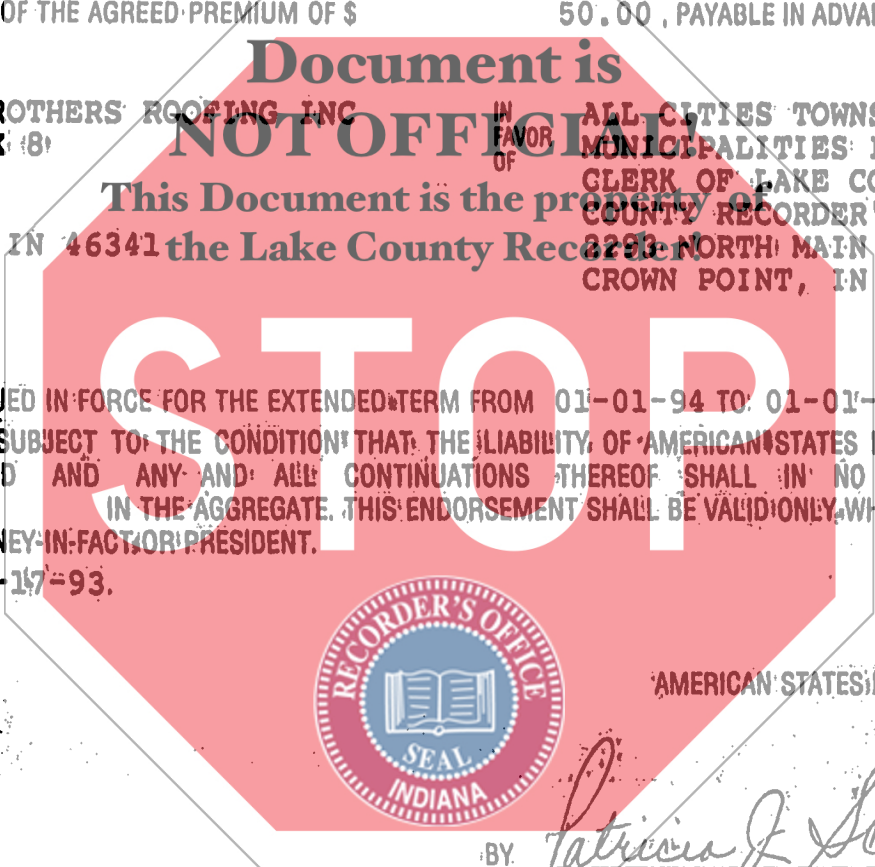 OF THE AGREED PREMIUM OF $ 50.00, PAYABLE IN ADVA
Document is
NOT OFFICIAL!
This Document is the property of
the Lake County Recorder!
OTHERS ROOFING INC
IN FAVOR OF
ALL CITIES TOWNS
MUNICIPALITIES
CLERK OF LAKE CO
COUNTY RECORDER'
2293 NORTH MAIN
CROWN POINT, IN
8
IN 46341
STOP
ED IN FORCE FOR THE EXTENDED TERM FROM 01-01-94 TO 01-01-
SUBJECT TO THE CONDITION THAT THE LIABILITY OF AMERICAN STATES
D AND ANY AND ALL CONTINUATIONS THEREOF SHALL IN NO
IN THE AGGREGATE. THIS ENDORSEMENT SHALL BE VALID ONLY WH
EY-IN-FACT OR PRESIDENT.
-17-93.
RECORDER'S OFFICE
SEAL
INDIANA
AMERICAN STATES
BY Patricia J